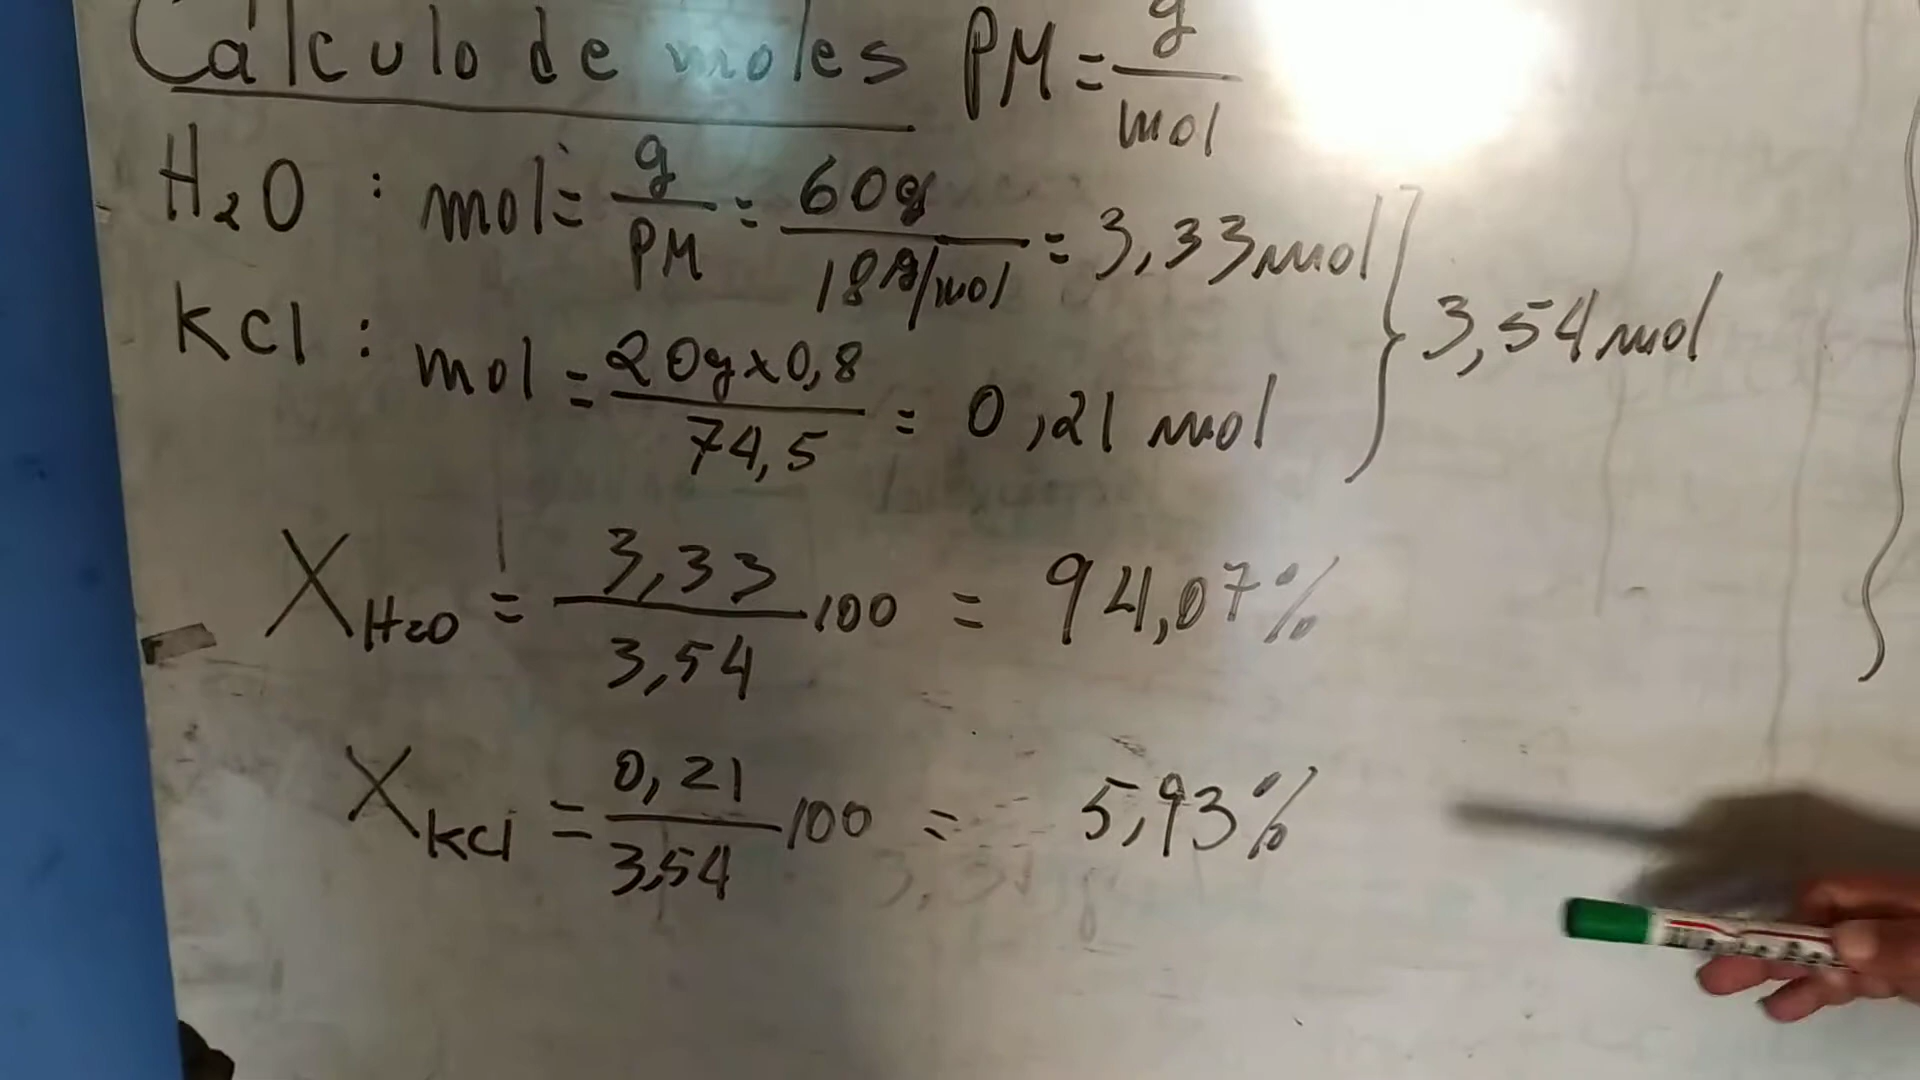 Cálculo de moles PM = g/mol
H2O : mol = g/PM = 60g/18g/mol = 3,33 mol
KCl : mol = 20g x 0,8/74,5 = 0,21 mol
} 3,54 mol
X H2O = 3,33/3,54 100 = 94,07%
X KCl = 0,21/3,54 100 = 5,93%